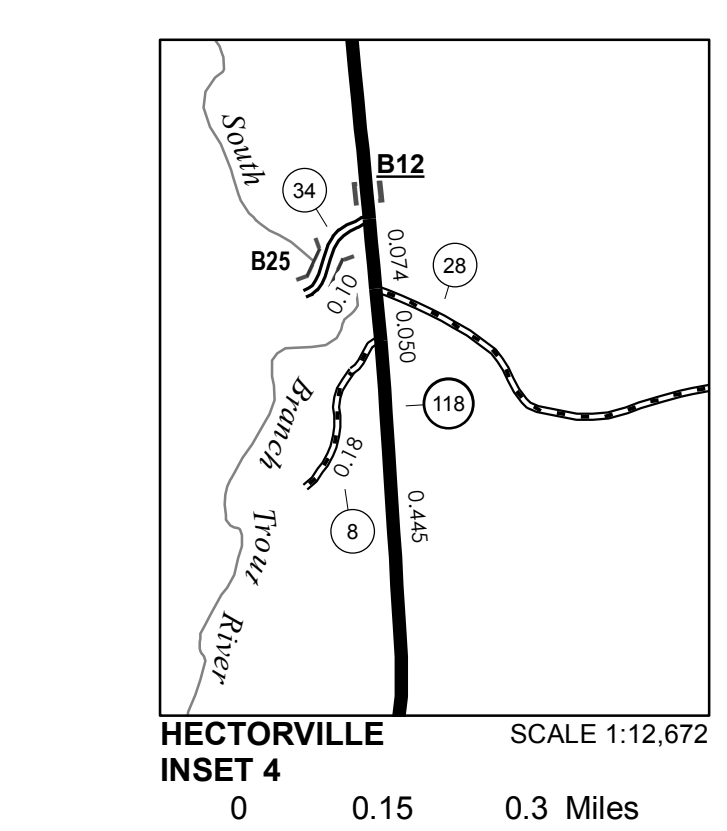 South
B12
34
B25
0.074
28
0.10
0.050
118
Branch
0.18
0.445
8
Trout
River
HECTORVILLE
INSET 4
SCALE 1:12,672
0 0.15 0.3 Miles